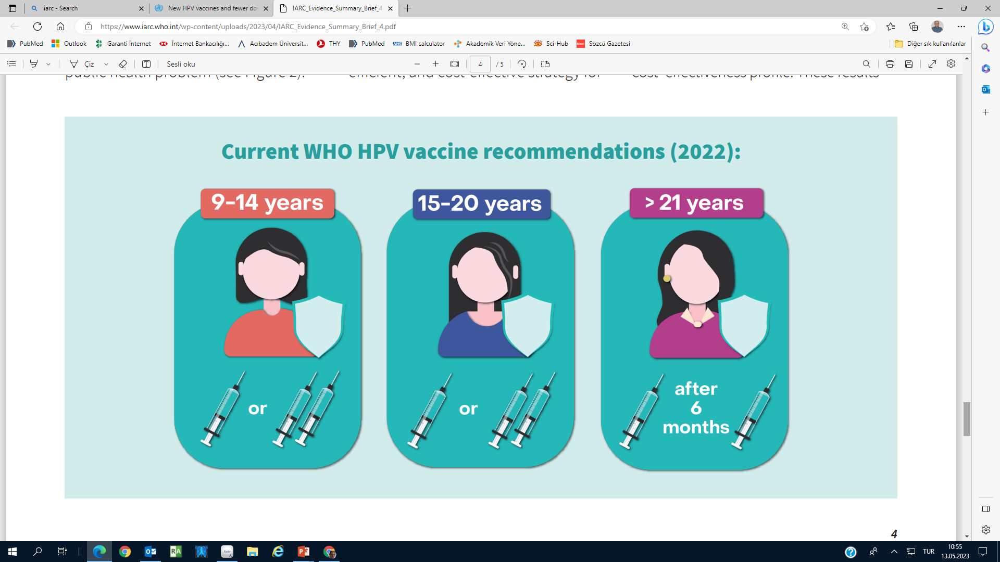 iarc - Search
New HPV vaccines and fewer dos
IARC_Evidence_Summary_Brief_4
https://www.iarc.who.int/wp-content/uploads/2023/04/IARC_Evidence_Summary_Brief_4.pdf
PubMed
Outlook
Garanti İnternet
İnternet Bankacılığı...
Acıbadem Üniversit...
THY
PubMed
NHS
BMI calculator
Akademik Veri Yöne...
Sci-Hub
Sözcü Gazetesi
Diğer sık kullanılanlar
Çiz
Sesli oku
4
/ 5
public health problem (see Figure 2).
efficient, and cost-effective strategy for
cost-effectiveness profile. These results
Current WHO HPV vaccine recommendations (2022):
9-14 years
15-20 years
> 21 years
or
or
after
6
months
4
TUR
10:55
13.05.2023